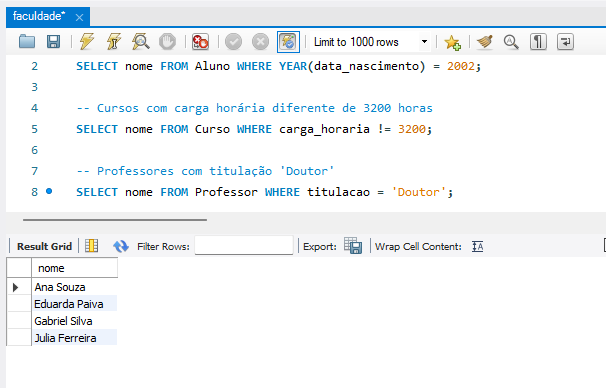 faculdade*
Limit to 1000 rows
2 SELECT nome FROM Aluno WHERE YEAR(data_nascimento) = 2002;
3
4 -- Cursos com carga horária diferente de 3200 horas
5 SELECT nome FROM Curso WHERE carga_horaria != 3200;
6
7 -- Professores com titulação 'Doutor'
8 SELECT nome FROM Professor WHERE titulacao = 'Doutor';
Result Grid Filter Rows: Export: Wrap Cell Content: IA
nome
Ana Souza
Eduarda Paiva
Gabriel Silva
Julia Ferreira